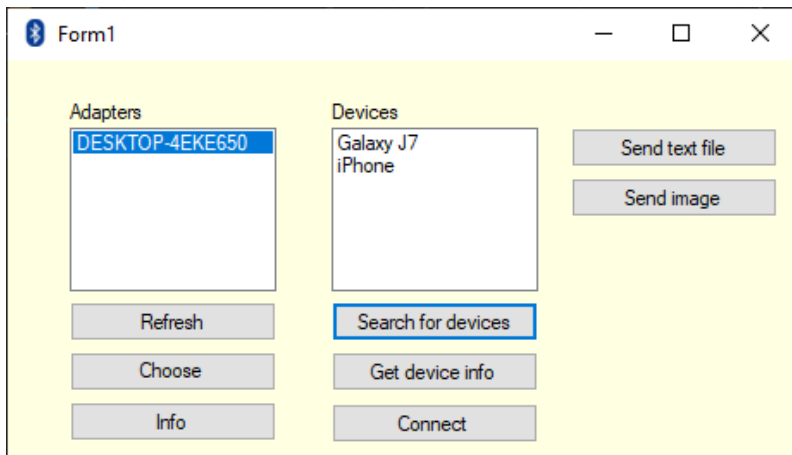 Form1
Adapters
DESKTOP-4EKE650
Refresh
Choose
Info
Devices
Galaxy J7
iPhone
Search for devices
Get device info
Connect
Send text file
Send image